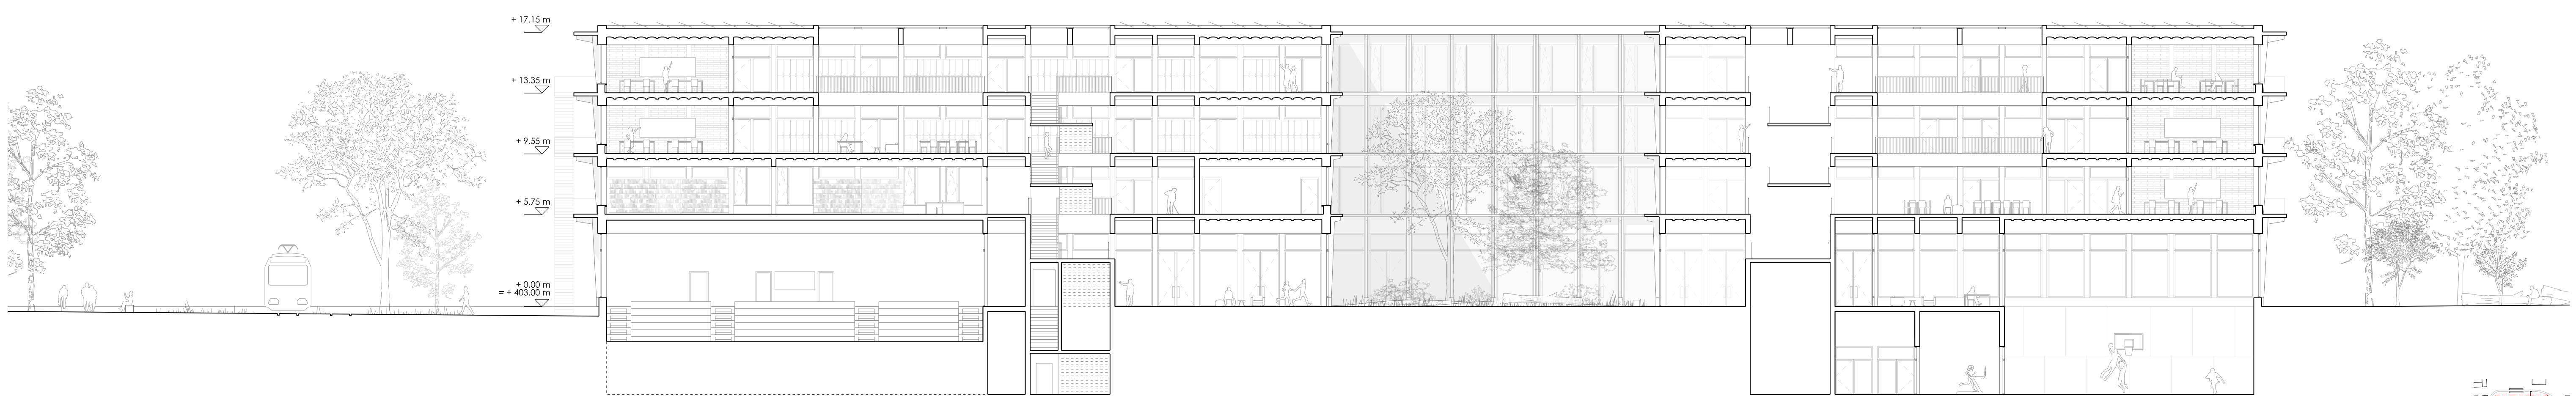 + 17.15 m
+ 13.35 m
+ 9.55 m
+ 5.75 m
+ 0.00 m
= + 403.00 m